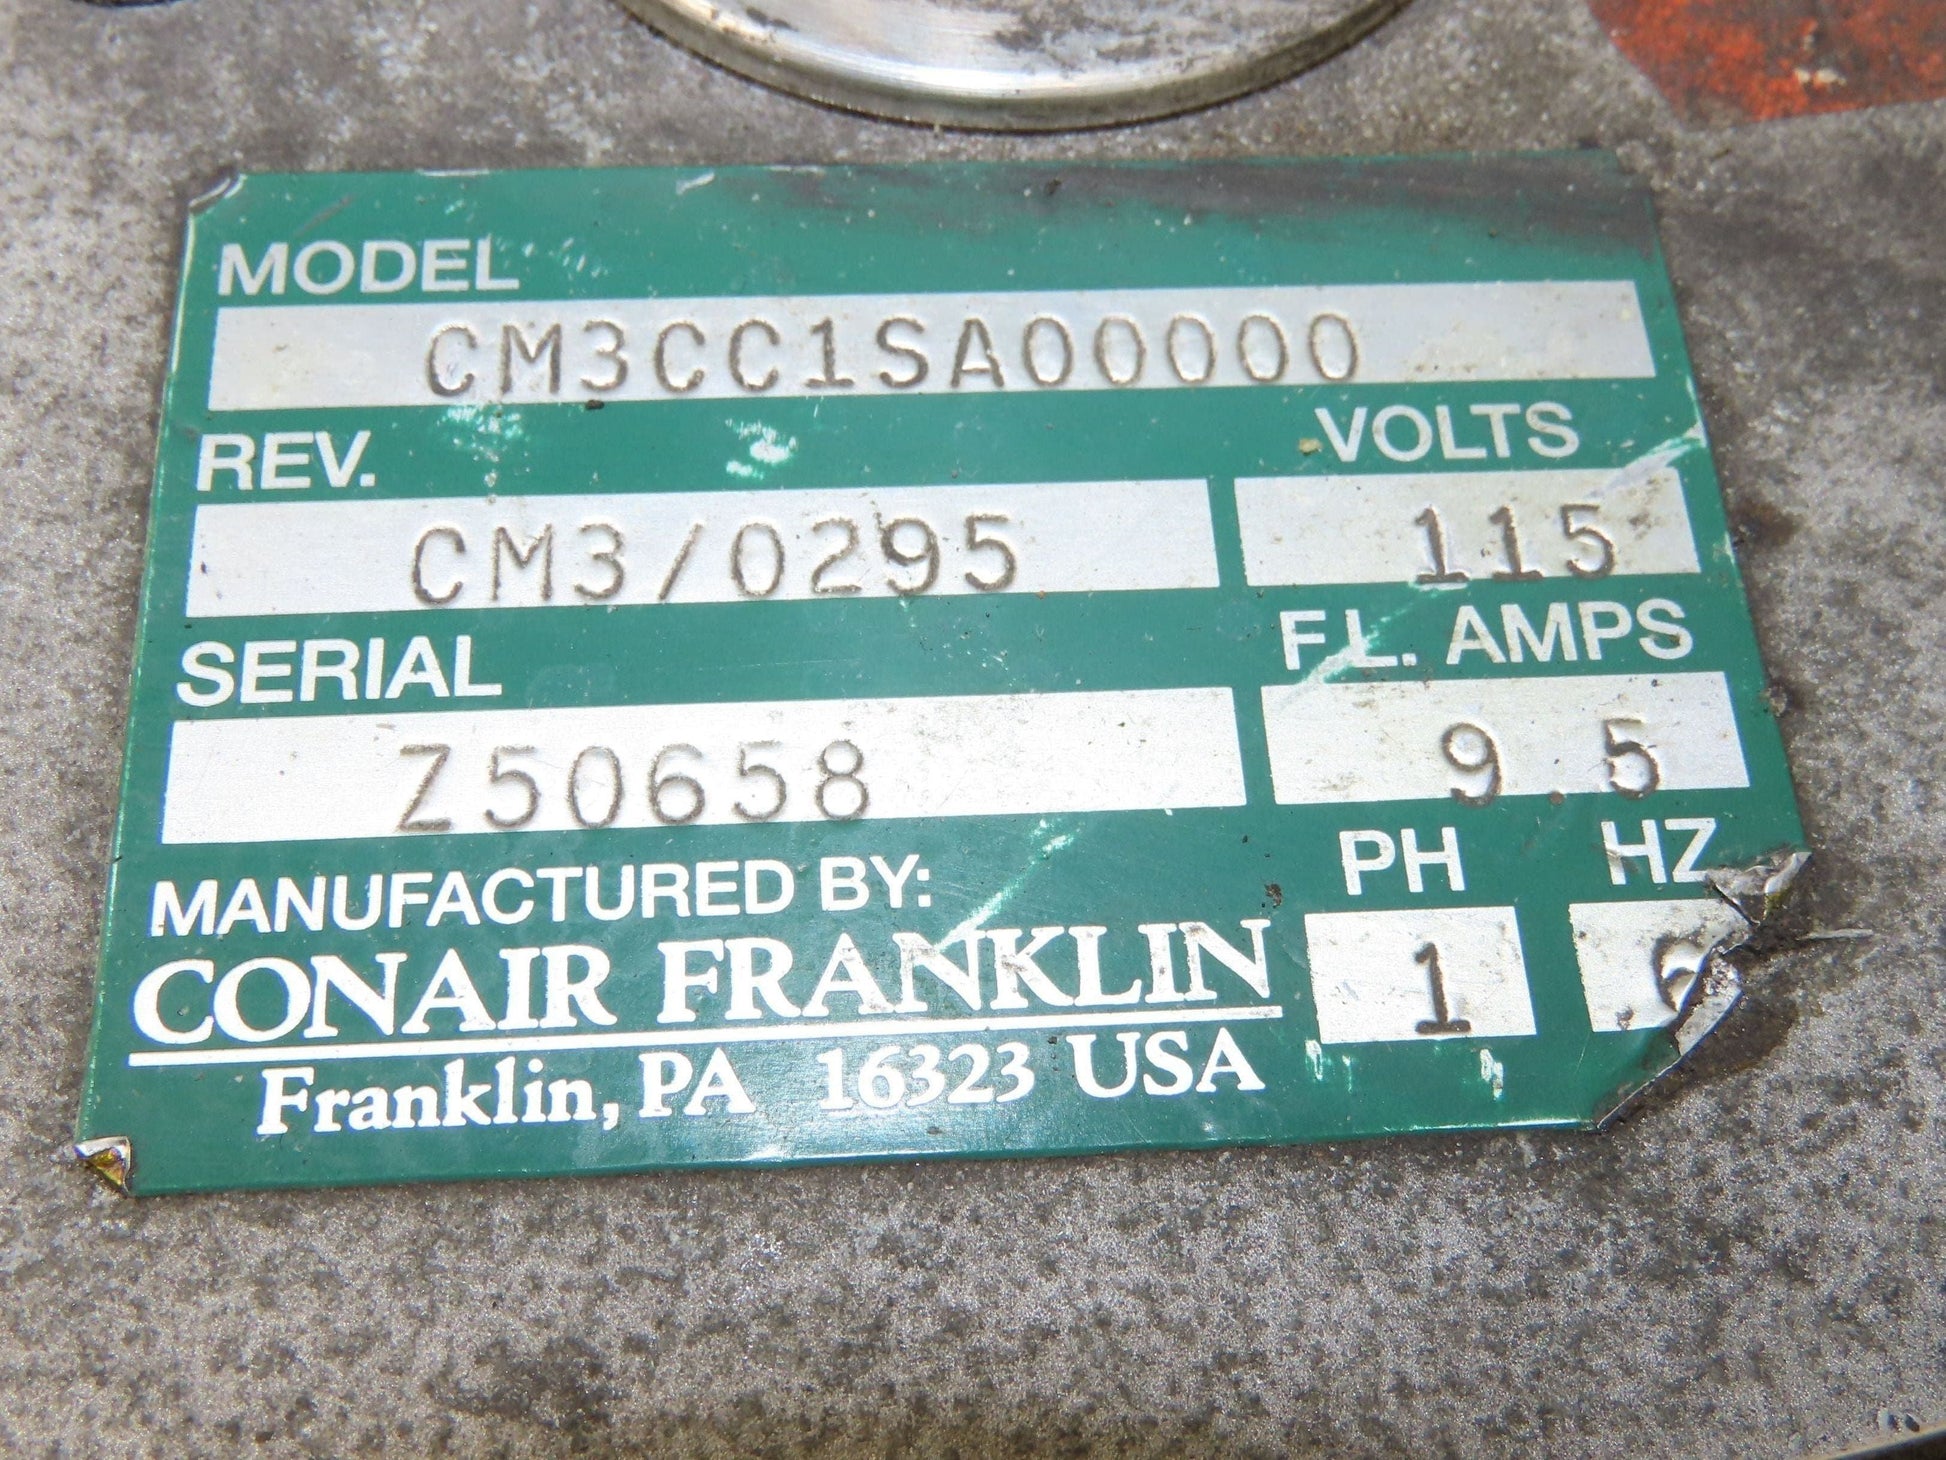 MODEL
CM3CC1SA00000
REV. VOLTS
CM3/0295 115
SERIAL F.L. AMPS
Z50658 9.5
PH HZ
1
MANUFACTURED BY:
CONAIR FRANKLIN
Franklin, PA 16323 USA